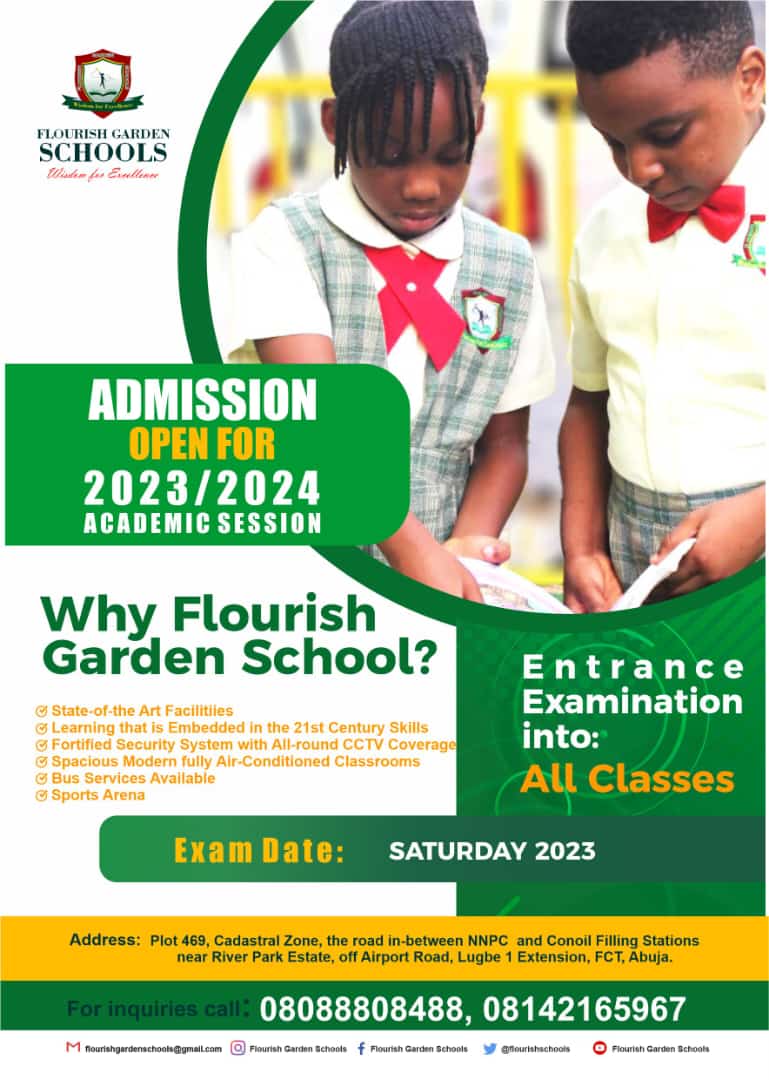 Wisdom for Excellence
FLOURISH GARDEN
SCHOOLS
Wisdom for Excellence
ADMISSION
OPEN FOR
2023/2024
ACADEMIC SESSION
Why Flourish
Garden School?
State-of-the Art Facilitiies
Learning that is Embedded in the 21st Century Skills
Fortified Security System with All-round CCTV Coverage
Spacious Modern fully Air-Conditioned Classrooms
Bus Services Available
Sports Arena
Entrance
Examination
into:
All Classes
Exam Date: SATURDAY 2023
Address: Plot 469, Cadastral Zone, the road in-between NNPC and Conoil Filling Stations
near River Park Estate, off Airport Road, Lugbe 1 Extension, FCT, Abuja.
For inquiries call: 08088808488, 08142165967
flourishgardenschools@gmail.com Flourish Garden Schools Flourish Garden Schools @flourishschools Flourish Garden Schools